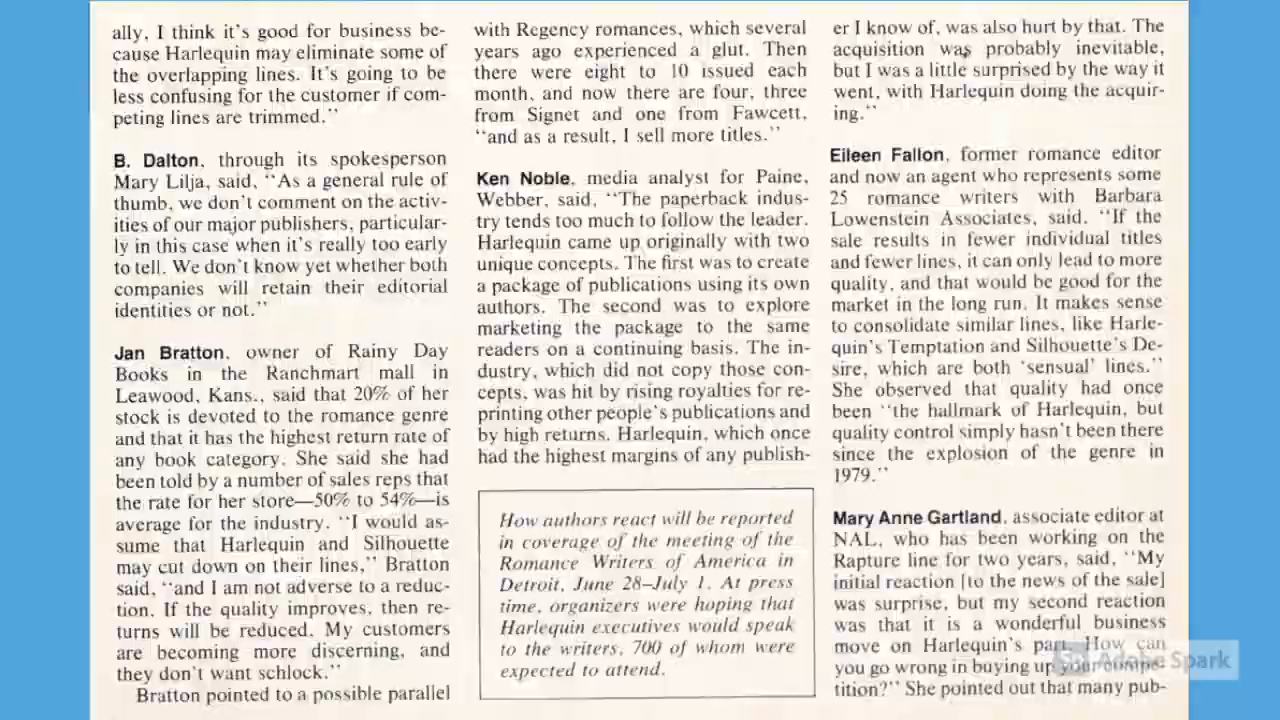 ally, I think it's good for business be-
cause Harlequin may eliminate some of
the overlapping lines. It's going to be
less confusing for the customer if com-
peting lines are trimmed."
B. Dalton, through its spokesperson
Mary Lilja, said, "As a general rule of
thumb, we don't comment on the activ-
ities of our major publishers, particular-
ly in this case when it's really too early
to tell. We don't know yet whether both
companies will retain their editorial
identities or not."
Jan Bratton, owner of Rainy Day
Books in the Ranchmart mall in
Leawood, Kans., said that 20% of her
stock is devoted to the romance genre
and that it has the highest return rate of
any book category. She said she had
been told by a number of sales reps that
the rate for her store—50% to 54%—is
average for the industry. "I would as-
sume that Harlequin and Silhouette
may cut down on their lines," Bratton
said, "and I am not adverse to a reduc-
tion. If the quality improves, then re-
turns will be reduced. My customers
are becoming more discerning, and
they don't want schlock."
Bratton pointed to a possible parallel
with Regency romances, which several
years ago experienced a glut. Then
there were eight to 10 issued each
month, and now there are four, three
from Signet and one from Fawcett,
"and as a result, I sell more titles."
Ken Noble, media analyst for Paine,
Webber, said, "The paperback indus-
try tends too much to follow the leader.
Harlequin came up originally with two
unique concepts. The first was to create
a package of publications using its own
authors. The second was to explore
marketing the package to the same
readers on a continuing basis. The in-
dustry, which did not copy those con-
cepts, was hit by rising royalties for re-
printing other people's publications and
by high returns. Harlequin, which once
had the highest margins of any publish-
How authors react will be reported
in coverage of the meeting of the
Romance Writers of America in
Detroit, June 28–July 1. At press
time, organizers were hoping that
Harlequin executives would speak
to the writers, 700 of whom were
expected to attend.
er I know of, was also hurt by that. The
acquisition was probably inevitable,
but I was a little surprised by the way it
went, with Harlequin doing the acquir-
ing."
Eileen Fallon, former romance editor
and now an agent who represents some
25 romance writers with Barbara
Lowenstein Associates, said, "If the
sale results in fewer individual titles
and fewer lines, it can only lead to more
quality, and that would be good for the
market in the long run. It makes sense
to consolidate similar lines, like Harle-
quin's Temptation and Silhouette's De-
sire, which are both 'sensual' lines."
She observed that quality had once
been "the hallmark of Harlequin, but
quality control simply hasn't been there
since the explosion of the genre in
1979."
Mary Anne Gartland, associate editor at
NAL, who has been working on the
Rapture line for two years, said, "My
initial reaction [to the news of the sale]
was surprise, but my second reaction
was that it is a wonderful business
move on Harlequin's part. How can
you go wrong in buying up your compe-
tition?" She pointed out that many pub-
Adobe Spark